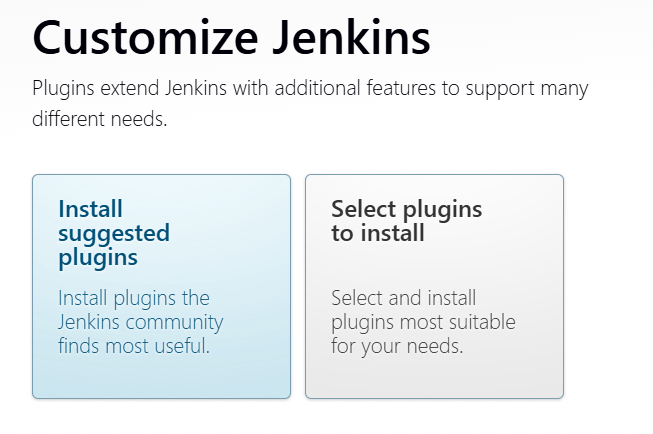 Customize Jenkins
Plugins extend Jenkins with additional features to support many
different needs.
Install
suggested
plugins
Install plugins the
Jenkins community
finds most useful.
Select plugins
to install
Select and install
plugins most suitable
for your needs.